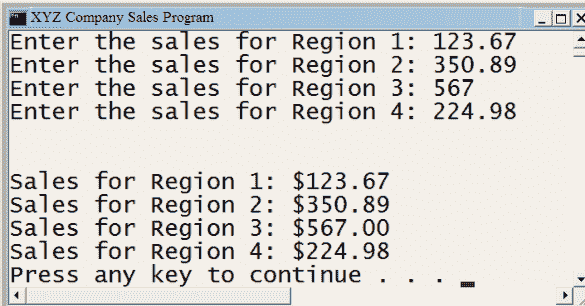 XYZ Company Sales Program
Enter the sales for Region 1: 123.67
Enter the sales for Region 2: 350.89
Enter the sales for Region 3: 567
Enter the sales for Region 4: 224.98
Sales for Region 1: $123.67
Sales for Region 2: $350.89
Sales for Region 3: $567.00
Sales for Region 4: $224.98
Press any key to continue . . .